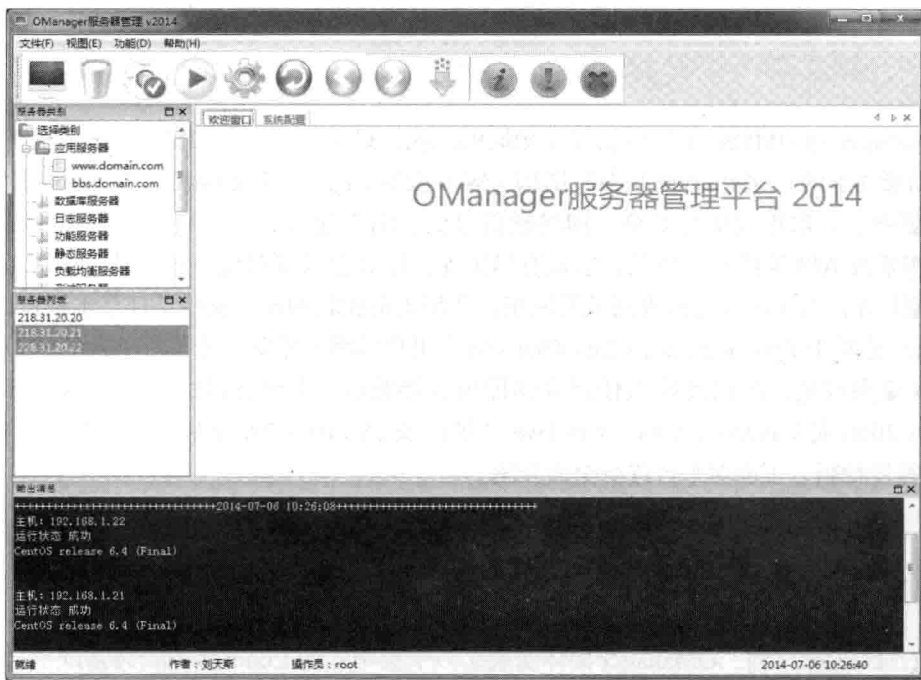 OManager服务器管理 v2014
文件(F) 视图(E) 功能(D) 帮助(H)
服务器类别
欢迎窗口 系统配置
选择类别
应用服务器
www.domain.com
bbs.domain.com
数据库服务器
日志服务器
功能服务器
静态服务器
负载均衡服务器
OManager服务器管理平台 2014
服务器列表
218.31.20.20
218.31.20.21
228.31.20.22
输出消息
2014-07-06 10:26:08
主机: 192.168.1.22
运行状态 成功
CentOS release 6.4 (Final)
主机: 192.168.1.21
运行状态 成功
CentOS release 6.4 (Final)
就绪
作者:刘天斯
操作员:root
2014-07-06 10:26:40